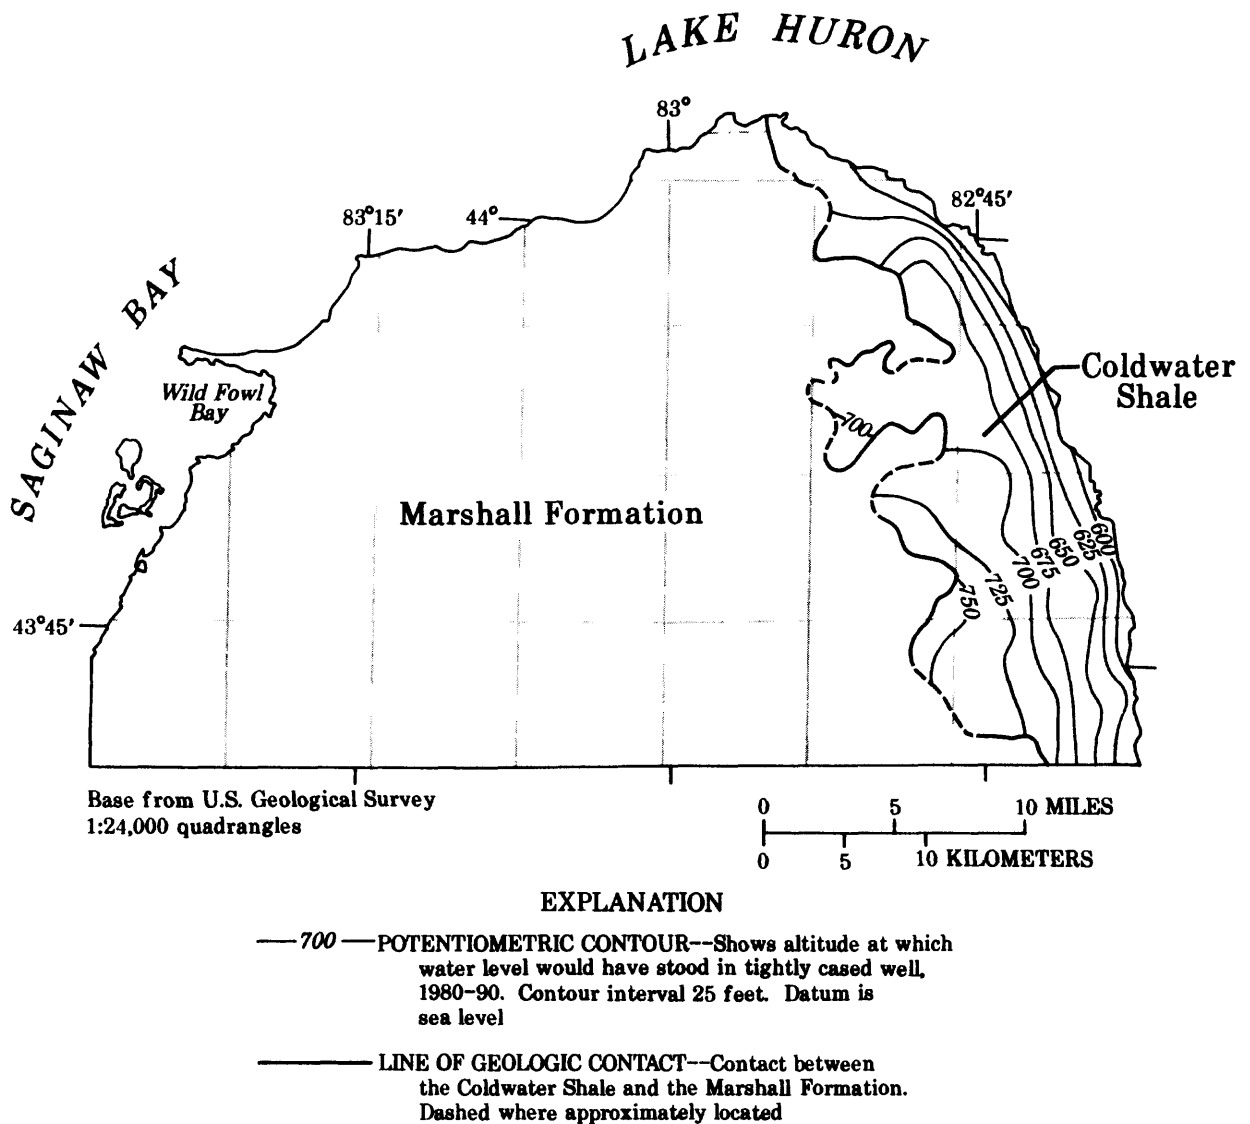 LAKE HURON
83°
82°45'
83°15'
44°
SAGINAW BAY
Wild Fowl
Bay
Coldwater
Shale
700
Marshall Formation
600
625
650
675
700
725
750
43°45'
Base from U.S. Geological Survey
1:24,000 quadrangles
0 5 10 MILES
0 5 10 KILOMETERS
EXPLANATION
—700— POTENTIOMETRIC CONTOUR--Shows altitude at which
water level would have stood in tightly cased well,
1980-90. Contour interval 25 feet. Datum is
sea level
LINE OF GEOLOGIC CONTACT--Contact between
the Coldwater Shale and the Marshall Formation.
Dashed where approximately located